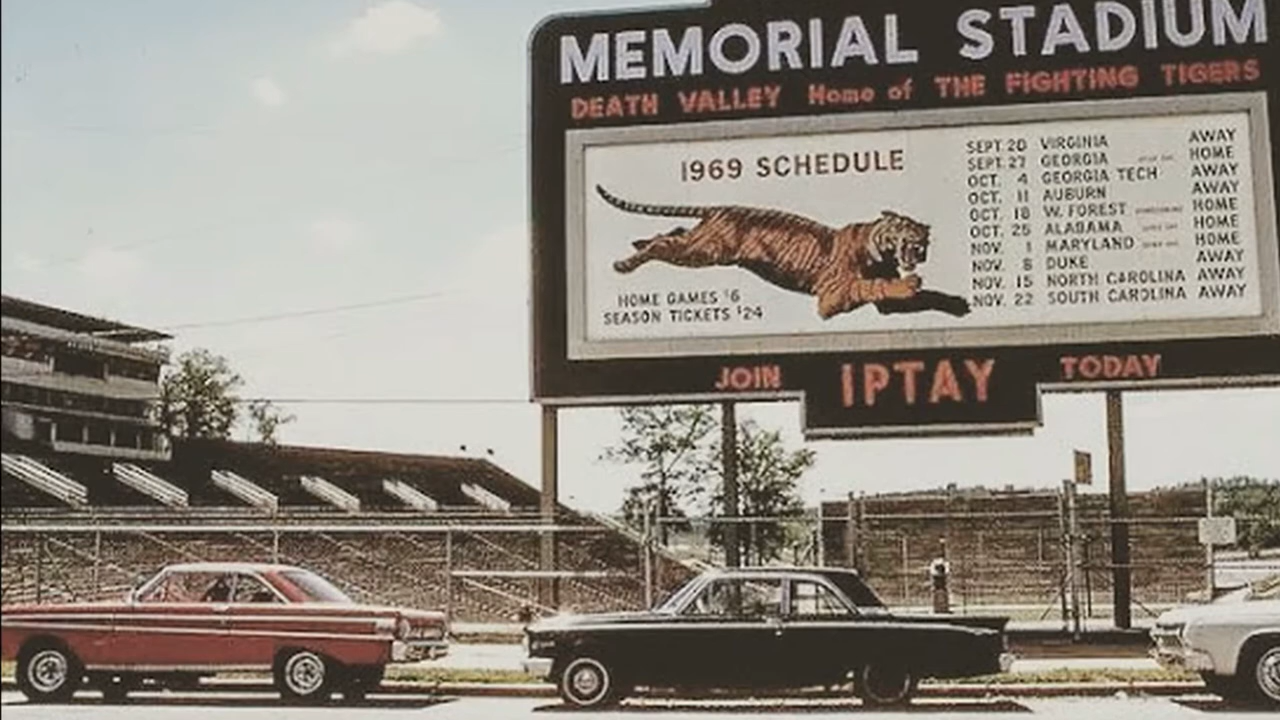 MEMORIAL STADIUM
DEATH VALLEY Home of THE FIGHTING TIGERS
1969 SCHEDULE
SEPT. 20 VIRGINIA AWAY
SEPT. 27 GEORGIA HOME
OCT. 4 GEORGIA TECH AWAY
OCT. 11 AUBURN AWAY
OCT. 18 W. FOREST HOME
OCT. 25 ALABAMA HOME
NOV. 1 MARYLAND HOME
NOV. 8 DUKE AWAY
NOV. 15 NORTH CAROLINA AWAY
NOV. 22 SOUTH CAROLINA AWAY
HOME GAMES $6
SEASON TICKETS $24
JOIN IPTAY TODAY